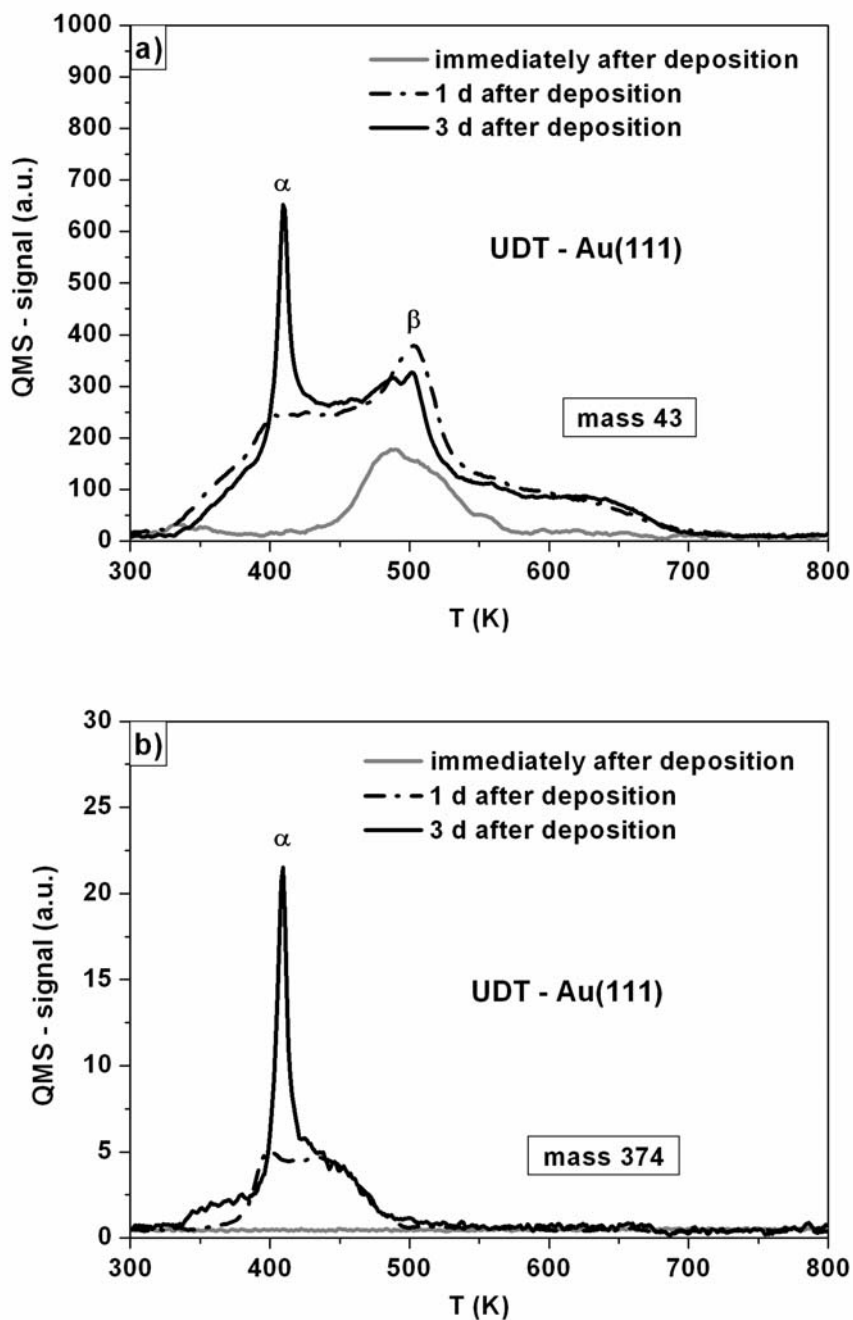 a)
1000
900
800
700
600
500
400
300
200
100
0
QMS - signal (a.u.)
immediately after deposition
1 d after deposition
3 d after deposition
α
β
UDT - Au(111)
mass 43
300 400 500 600 700 800
T (K)
b)
30
25
20
15
10
5
0
QMS - signal (a.u.)
immediately after deposition
1 d after deposition
3 d after deposition
α
UDT - Au(111)
mass 374
300 400 500 600 700 800
T (K)